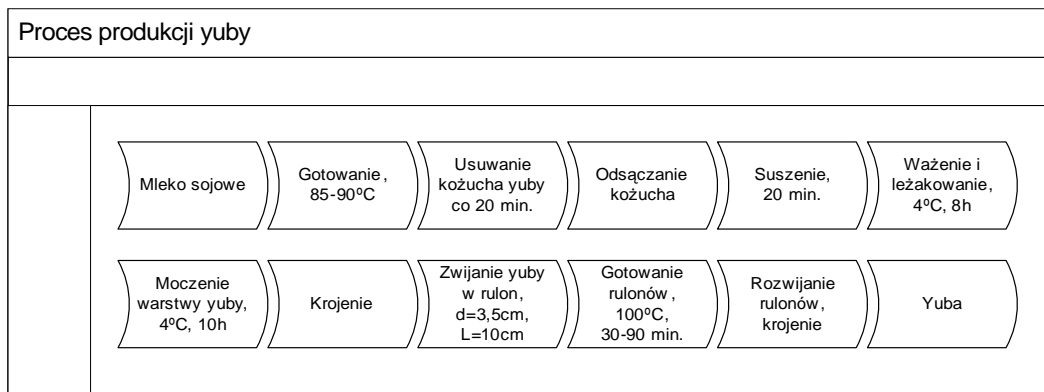 Proces produkcji yuby
Mleko sojowe
Gotowanie,
85-90ºC
Usuwanie
kożucha yuby
co 20 min.
Odsączanie
kożucha
Suszenie,
20 min.
Ważenie i
leżakowanie,
4ºC, 8h
Moczenie
warstwy yuby,
4ºC, 10h
Krojenie
Zwijanie yuby
w rulon,
d=3,5cm,
L=10cm
Gotowanie
rulonów,
100ºC,
30-90 min.
Rozwijanie
rulonów,
krojenie
Yuba